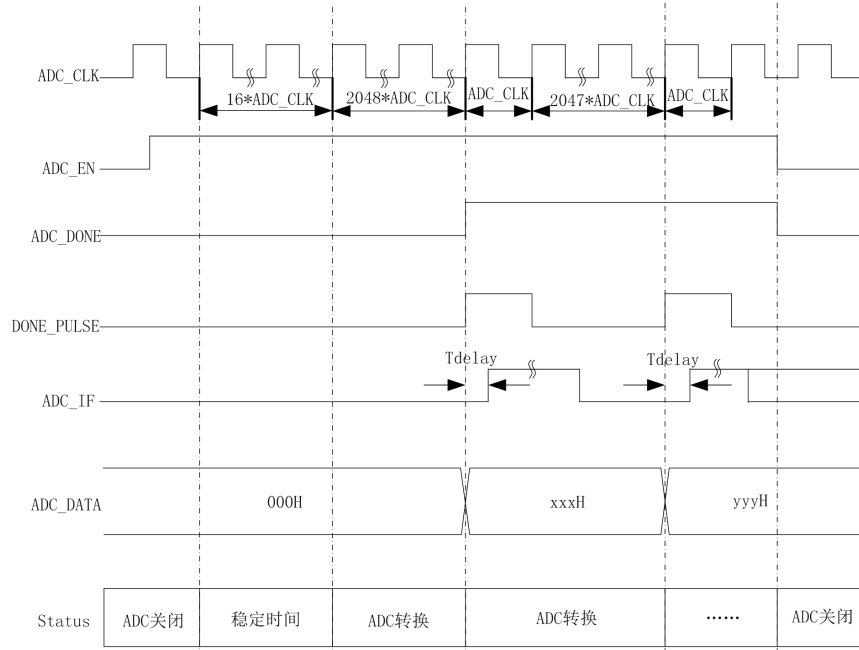 ADC_CLK
16*ADC_CLK
2048*ADC_CLK
ADC_CLK
2047*ADC_CLK
ADC_CLK
ADC_EN
ADC_DONE
DONE_PULSE
Tdelay
Tdelay
ADC_IF
ADC_DATA
000H
xxxH
yyyH
Status
ADC关闭
稳定时间
ADC转换
ADC转换
······
ADC关闭